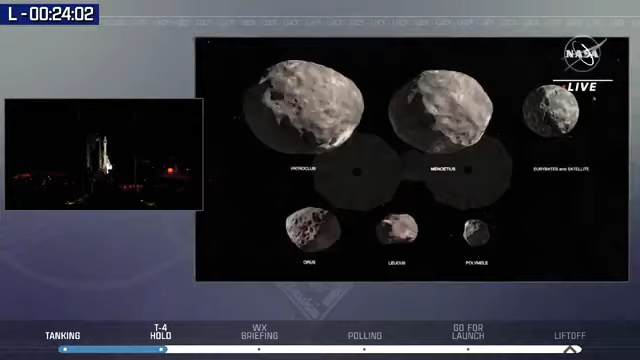 L - 00:24:02
NASA
LIVE
PATROCLUS
MENOETIUS
EURYBATES and SATELLITE
ORUS
LEUCUS
POLYMELE
TANKING
T-4
HOLD
WX
BRIEFING
POLLING
GO FOR
LAUNCH
LIFTOFF